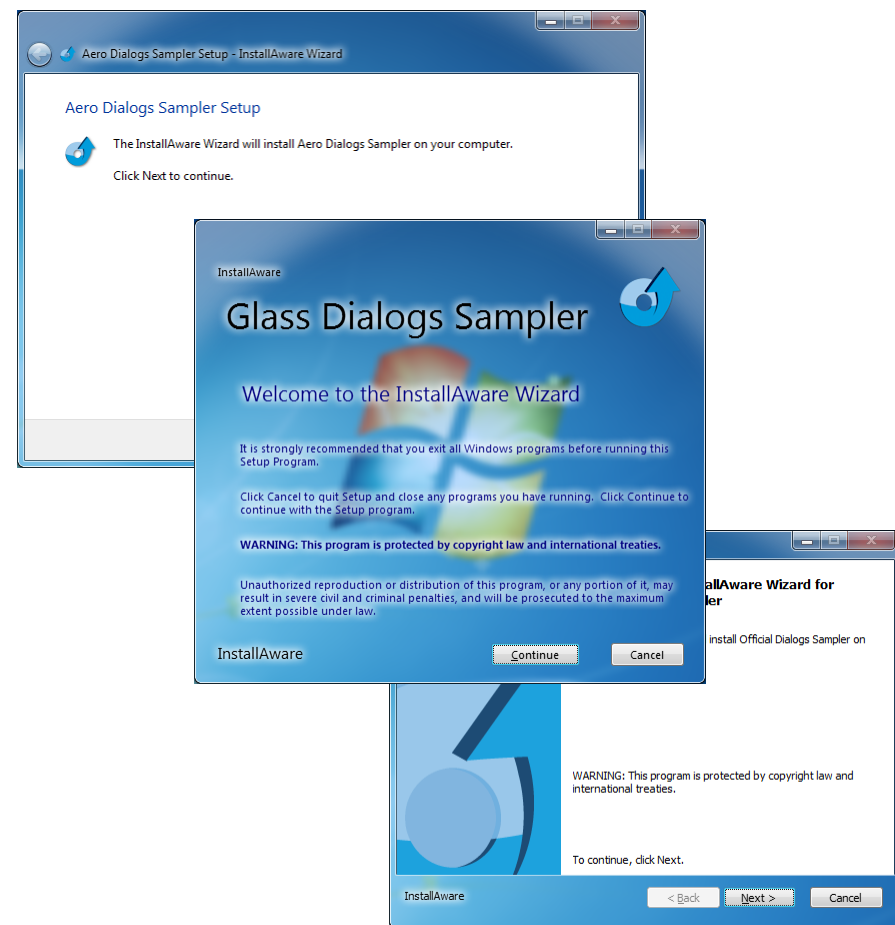 Aero Dialogs Sampler Setup - InstallAware Wizard
Aero Dialogs Sampler Setup
The InstallAware Wizard will install Aero Dialogs Sampler on your computer.
Click Next to continue.
InstallAware
Glass Dialogs Sampler
Welcome to the InstallAware Wizard
It is strongly recommended that you exit all Windows programs before running this
Setup Program.
Click Cancel to quit Setup and close any programs you have running.  Click Continue to
continue with the Setup program.
WARNING: This program is protected by copyright law and international treaties.
Unauthorized reproduction or distribution of this program, or any portion of it, may
result in severe civil and criminal penalties, and will be prosecuted to the maximum
extent possible under law.
InstallAware
Continue
Cancel
allAware Wizard for
ler
install Official Dialogs Sampler on
WARNING: This program is protected by copyright law and
international treaties.
To continue, click Next.
InstallAware
< Back
Next >
Cancel